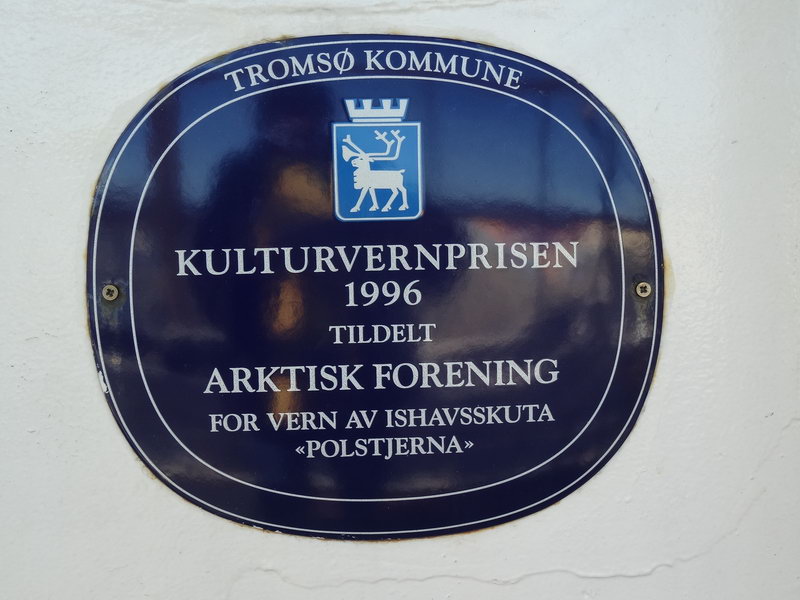 TROMSØ KOMMUNE
KULTURVERNPRISEN
1996
TILDELT
ARKTISK FORENING
FOR VERN AV ISHAVSSKUTA
«POLSTJERNA»